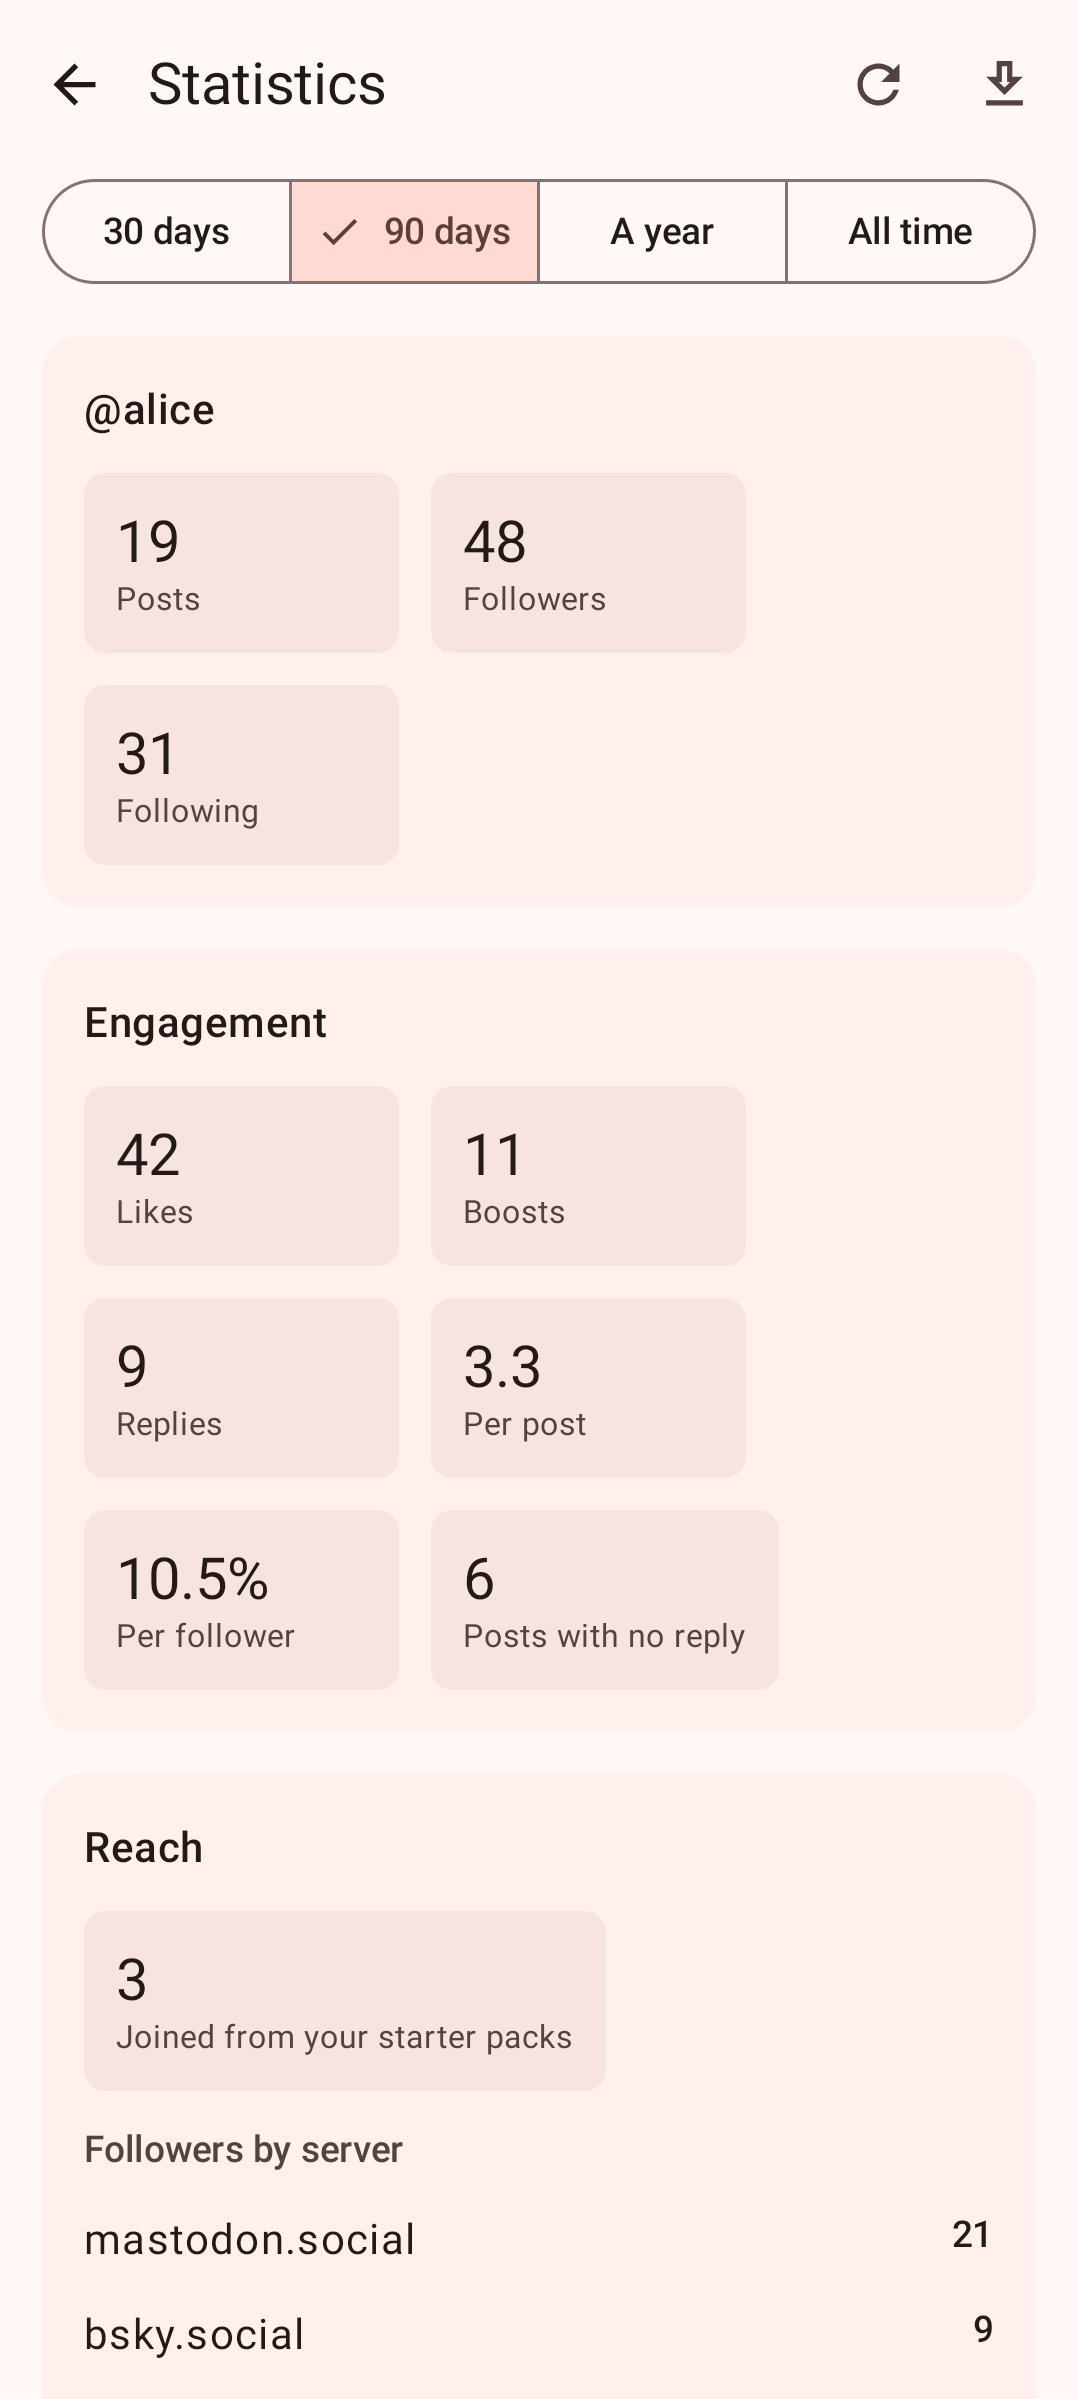 Statistics
30 days
90 days
A year
All time
@alice
19
Posts
48
Followers
31
Following
Engagement
42
Likes
11
Boosts
9
Replies
3.3
Per post
10.5%
Per follower
6
Posts with no reply
Reach
3
Joined from your starter packs
Followers by server
mastodon.social 21
bsky.social 9